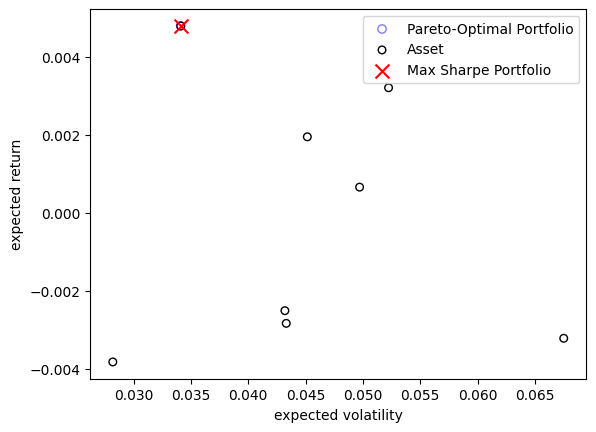 Pareto-Optimal Portfolio
Asset
Max Sharpe Portfolio
expected return
0.004
0.002
0.000
−0.002
−0.004
0.030
0.035
0.040
0.045
0.050
0.055
0.060
0.065
expected volatility